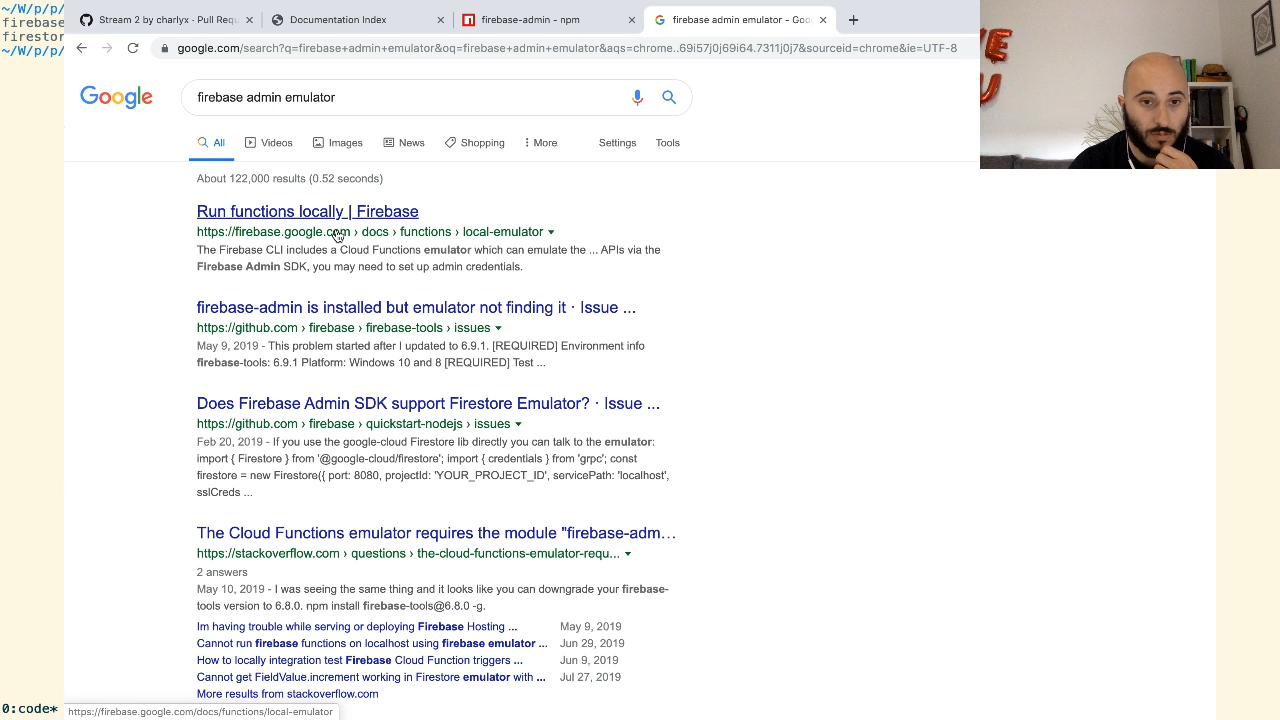 ~/W/p/p/
firebase
firestor
~/W/p/p/
Stream 2 by charlyx · Pull Requ
Documentation Index
firebase-admin - npm
firebase admin emulator - Goo
google.com/search?q=firebase+admin+emulator&oq=firebase+admin+emulator&aqs=chrome..69i57j0j69i64.7311j0j7&sourceid=chrome&ie=UTF-8
Google
firebase admin emulator
All
Videos
Images
News
Shopping
More
Settings
Tools
About 122,000 results (0.52 seconds)
Run functions locally | Firebase
https://firebase.google.com › docs › functions › local-emulator
The Firebase CLI includes a Cloud Functions emulator which can emulate the ... APIs via the
Firebase Admin SDK, you may need to set up admin credentials.
firebase-admin is installed but emulator not finding it · Issue ...
https://github.com › firebase › firebase-tools › issues
May 9, 2019 - This problem started after I updated to 6.9.1. [REQUIRED] Environment info
firebase-tools: 6.9.1 Platform: Windows 10 and 8 [REQUIRED] Test ...
Does Firebase Admin SDK support Firestore Emulator? · Issue ...
https://github.com › firebase › quickstart-nodejs › issues
Feb 20, 2019 - If you use the google-cloud Firestore lib directly you can talk to the emulator:
import { Firestore } from '@google-cloud/firestore'; import { credentials } from 'grpc'; const
firestore = new Firestore({ port: 8080, projectId: 'YOUR_PROJECT_ID', servicePath: 'localhost',
sslCreds ...
The Cloud Functions emulator requires the module "firebase-adm...
https://stackoverflow.com › questions › the-cloud-functions-emulator-requ...
2 answers
May 10, 2019 - I was seeing the same thing and it looks like you can downgrade your firebase-
tools version to 6.8.0. npm install firebase-tools@6.8.0 -g.
Im having trouble while serving or deploying Firebase Hosting ... May 9, 2019
Cannot run firebase functions on localhost using firebase emulator ... Jun 29, 2019
How to locally integration test Firebase Cloud Function triggers ... Jun 9, 2019
Cannot get FieldValue.increment working in Firestore emulator with ... Jul 27, 2019
More results from stackoverflow.com
0:code*
https://firebase.google.com/docs/functions/local-emulator